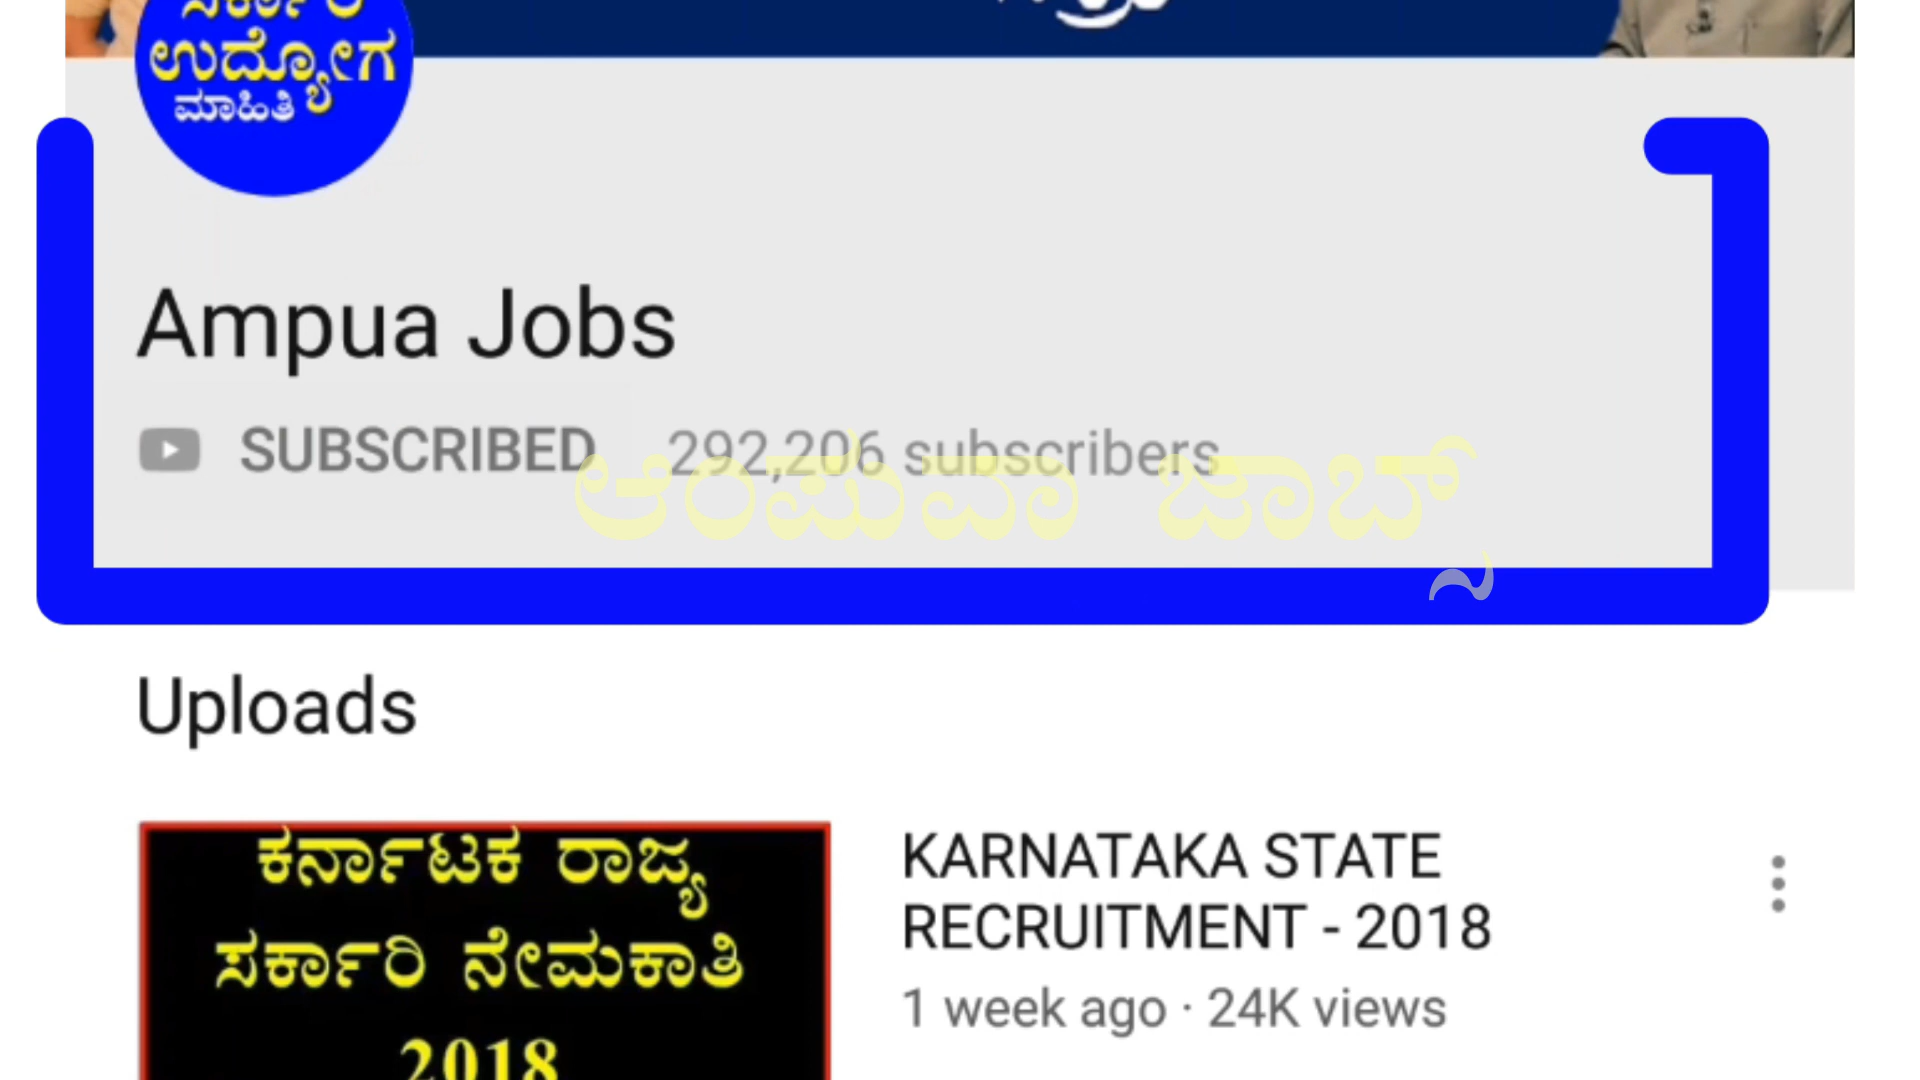 ಸರ್ಕಾರಿ
ಉದ್ಯೋಗ
ಮಾಹಿತಿ
Ampua Jobs
SUBSCRIBED 292,206 subscribers
ಆಂಪುವಾ ಜಾಬ್ಸ್
Uploads
ಕರ್ನಾಟಕ ರಾಜ್ಯ
ಸರ್ಕಾರಿ ನೇಮಕಾತಿ
2018
KARNATAKA STATE
RECRUITMENT - 2018
1 week ago · 24K views